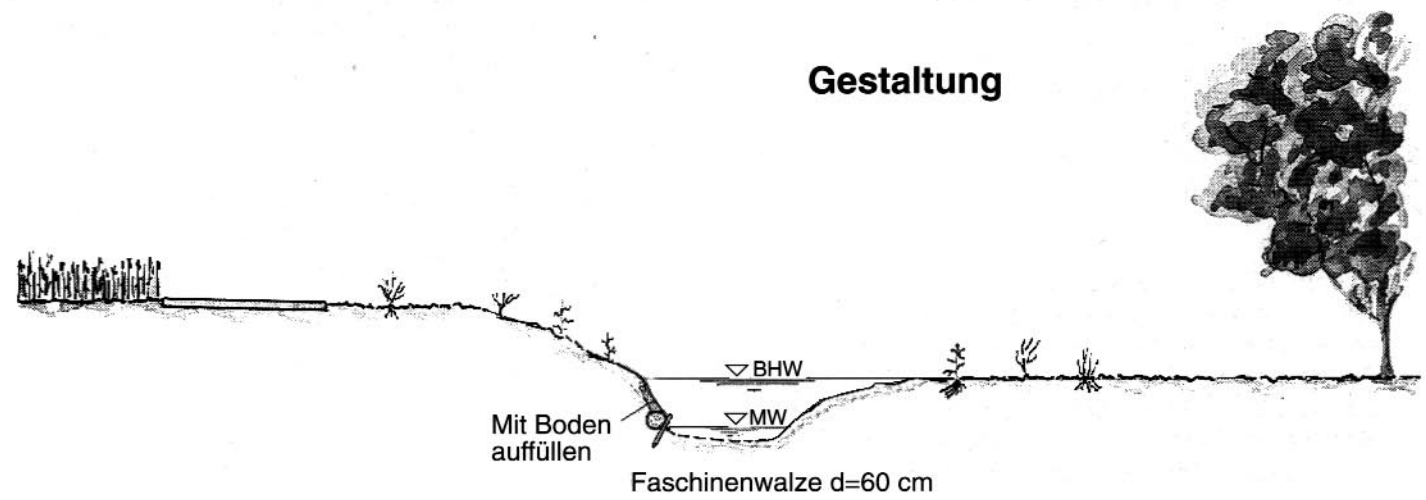 Gestaltung
BHW
MW
Mit Boden
auffüllen
Faschinenwalze d=60 cm